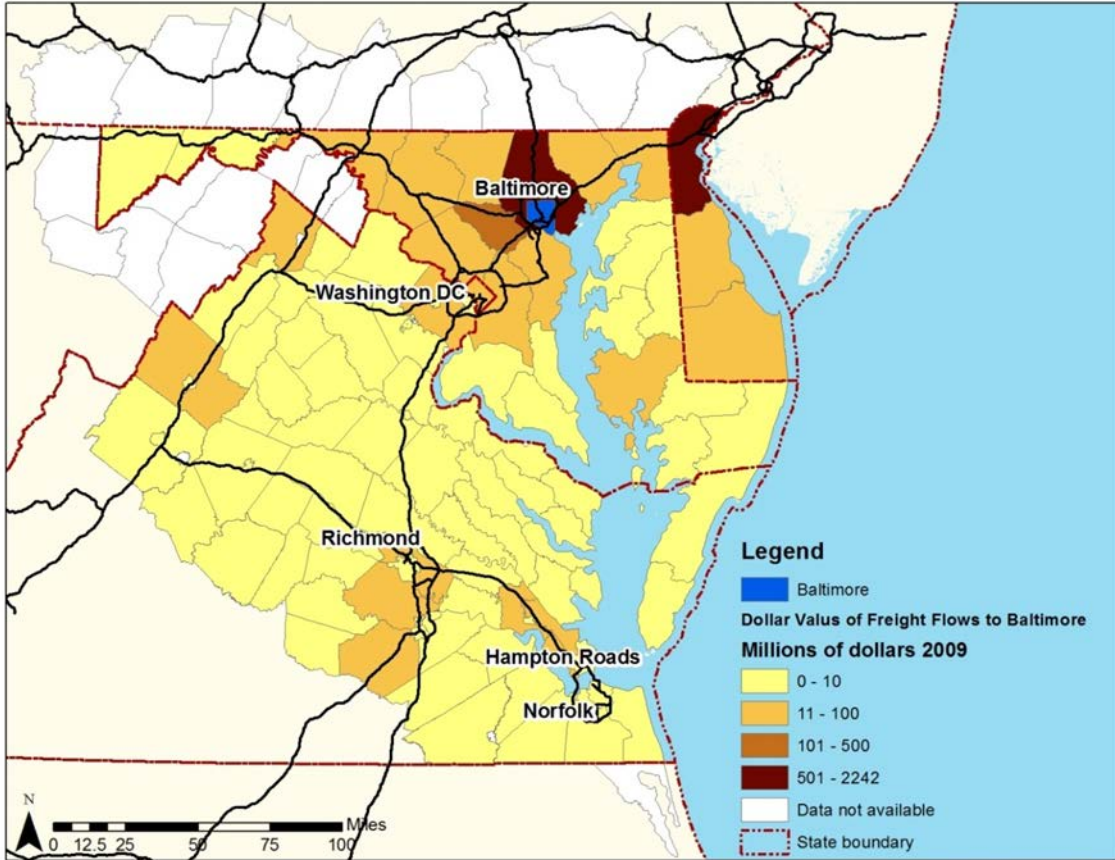 Baltimore
Washington DC
Richmond
Hampton Roads
Norfolk
Legend
Baltimore
Dollar Valus of Freight Flows to Baltimore
Millions of dollars 2009
0 - 10
11 - 100
101 - 500
501 - 2242
Data not available
State boundary
N
Miles
0 12.5 25 50 75 100